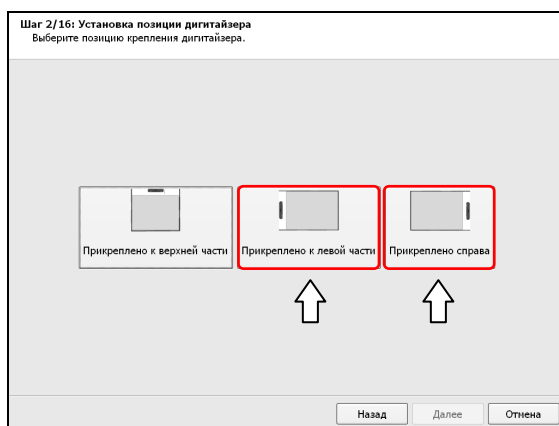 Шаг 2/16: Установка позиции дигитайзера
Выберите позицию крепления дигитайзера.
Прикреплено к верхней части
Прикреплено к левой части
Прикреплено справа
Назад
Далее
Отмена